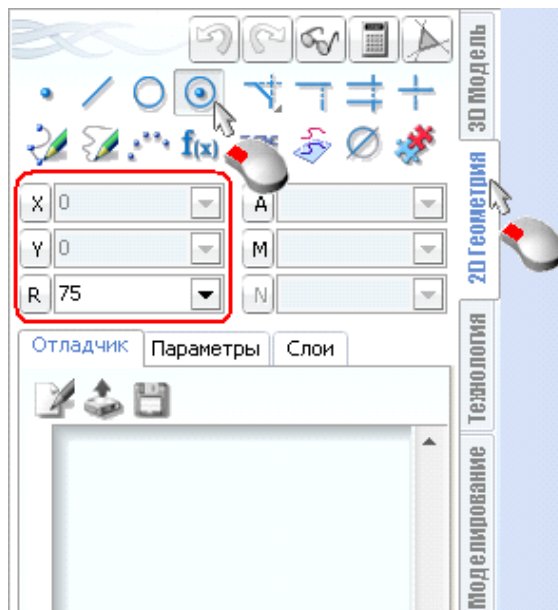 f(x)
X 0 A
Y 0 M
R 75 N
Отладчик Параметры Слои
3D Модель
2D Геометрия
Технология
Моделирование